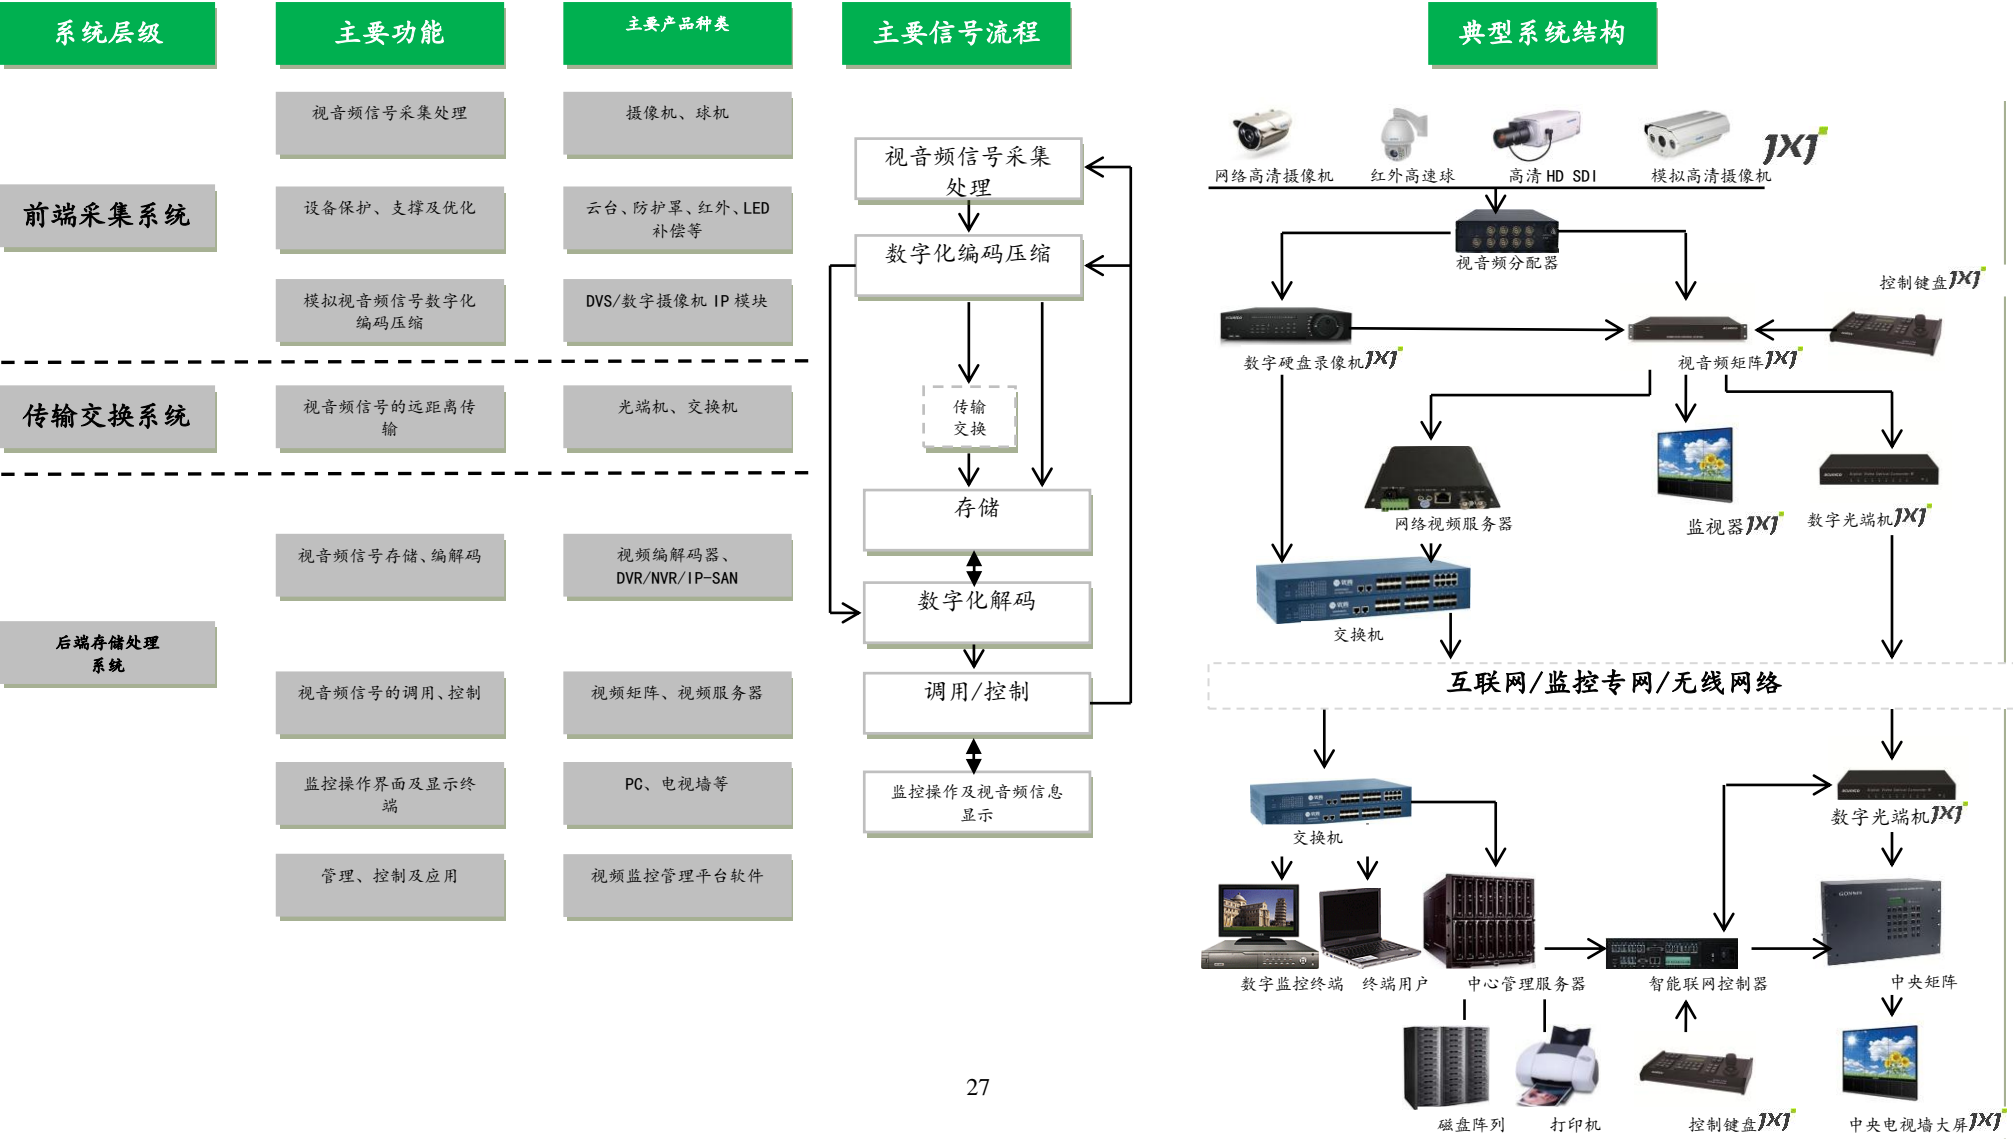 系统层级
主要功能
主要产品种类
主要信号流程
典型系统结构
视音频信号采集处理
摄像机、球机
前端采集系统
设备保护、支撑及优化
云台、防护罩、红外、LED
补偿等
模拟视音频信号数字化
编码压缩
DVS/数字摄像机 IP 模块
传输交换系统
视音频信号的远距离传
输
光端机、交换机
视音频信号存储、编解码
视频编解码器、
DVR/NVR/IP-SAN
后端存储处理
系统
视音频信号的调用、控制
视频矩阵、视频服务器
监控操作界面及显示终
端
PC、电视墙等
管理、控制及应用
视频监控管理平台软件
视音频信号采集
处理
数字化编码压缩
传输
交换
存储
数字化解码
调用/控制
监控操作及视音频信息
显示
JXJ
网络高清摄像机
红外高速球
高清 HD SDI
模拟高清摄像机
视音频分配器
控制键盘JXJ
数字硬盘录像机JXJ
视音频矩阵JXJ
网络视频服务器
监视器JXJ
数字光端机JXJ
交换机
互联网/监控专网/无线网络
交换机
数字光端机JXJ
数字监控终端
终端用户
中心管理服务器
智能联网控制器
中央矩阵
磁盘阵列
打印机
控制键盘JXJ
中央电视墙大屏JXJ
27